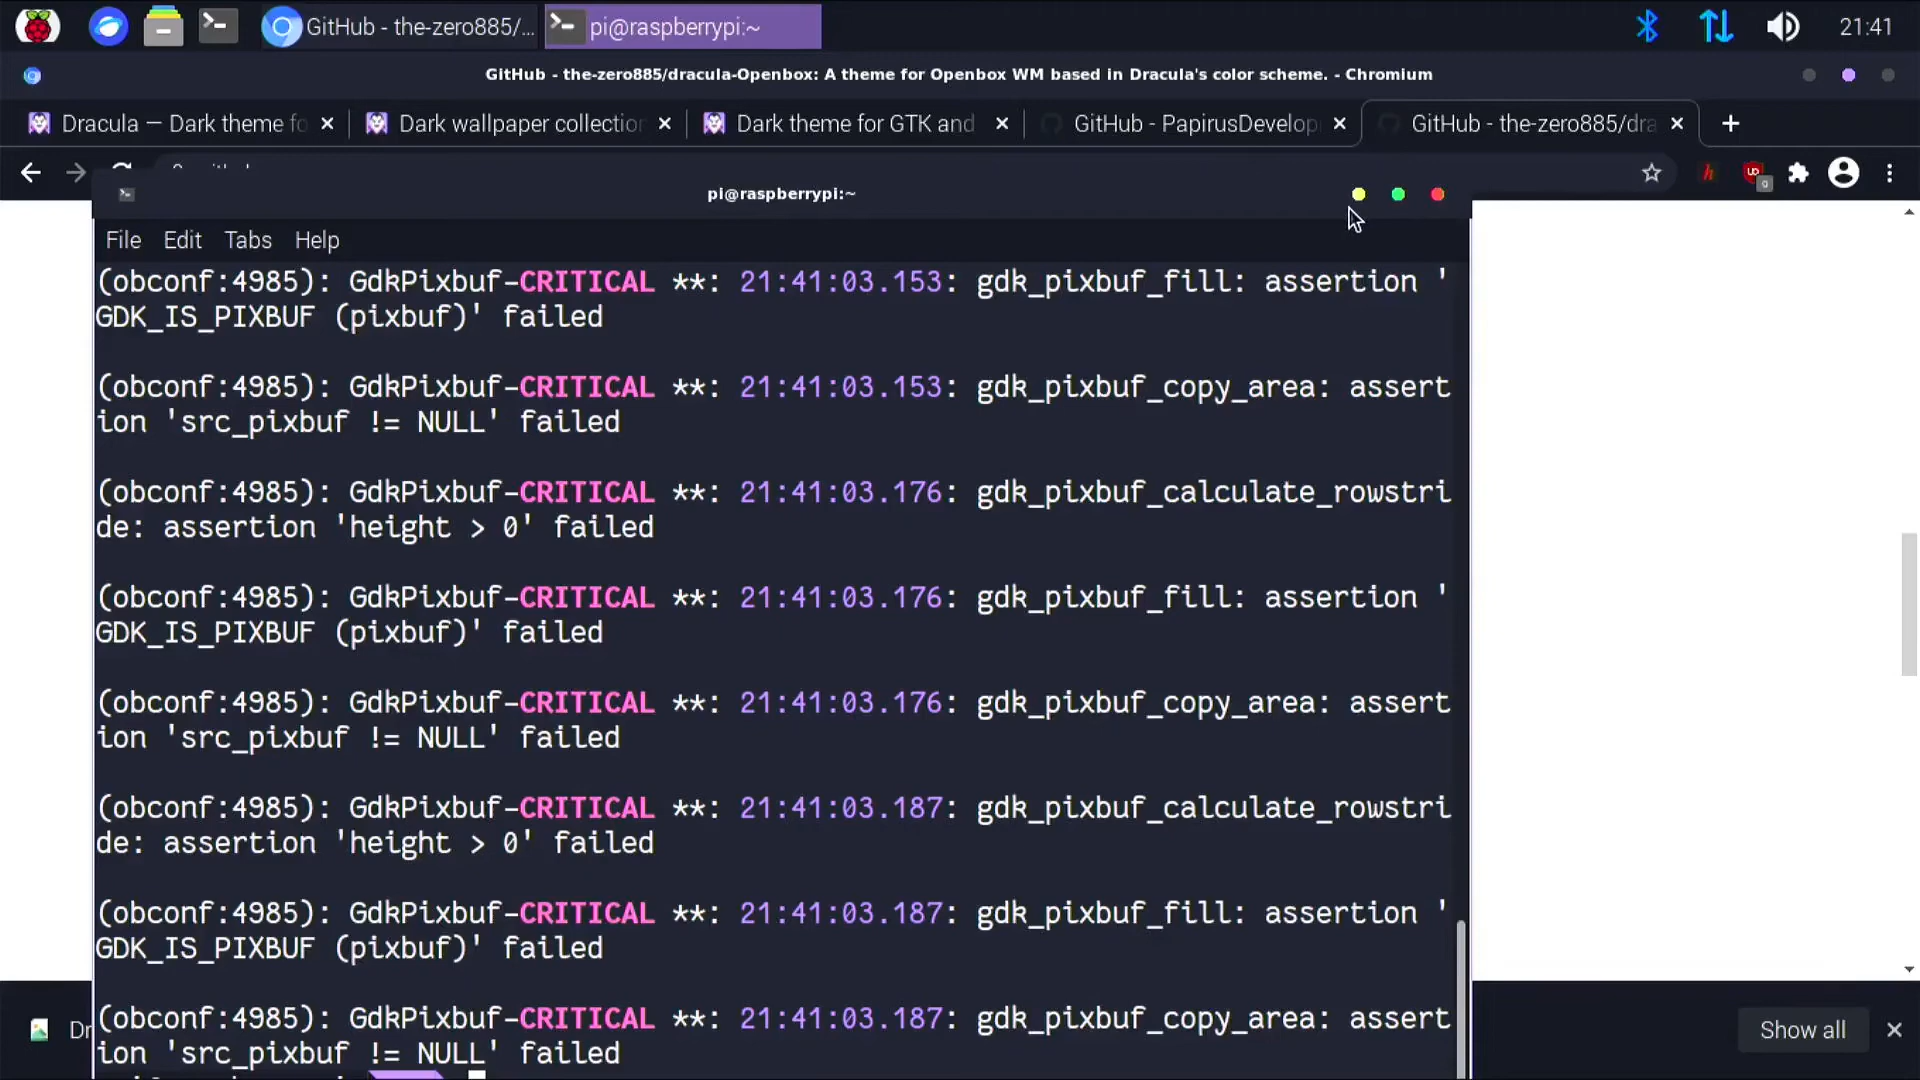 GitHub - the-zero885/...
pi@raspberrypi:~
21:41
GitHub - the-zero885/dracula-Openbox: A theme for Openbox WM based in Dracula's color scheme. - Chromium
Dracula — Dark theme fo
Dark wallpaper collection
Dark theme for GTK and
GitHub - PapirusDevelop
GitHub - the-zero885/dra
pi@raspberrypi:~
File Edit Tabs Help
(obconf:4985): GdkPixbuf-CRITICAL **: 21:41:03.153: gdk_pixbuf_fill: assertion '
GDK_IS_PIXBUF (pixbuf)' failed
(obconf:4985): GdkPixbuf-CRITICAL **: 21:41:03.153: gdk_pixbuf_copy_area: assert
ion 'src_pixbuf != NULL' failed
(obconf:4985): GdkPixbuf-CRITICAL **: 21:41:03.176: gdk_pixbuf_calculate_rowstri
de: assertion 'height > 0' failed
(obconf:4985): GdkPixbuf-CRITICAL **: 21:41:03.176: gdk_pixbuf_fill: assertion '
GDK_IS_PIXBUF (pixbuf)' failed
(obconf:4985): GdkPixbuf-CRITICAL **: 21:41:03.176: gdk_pixbuf_copy_area: assert
ion 'src_pixbuf != NULL' failed
(obconf:4985): GdkPixbuf-CRITICAL **: 21:41:03.187: gdk_pixbuf_calculate_rowstri
de: assertion 'height > 0' failed
(obconf:4985): GdkPixbuf-CRITICAL **: 21:41:03.187: gdk_pixbuf_fill: assertion '
GDK_IS_PIXBUF (pixbuf)' failed
(obconf:4985): GdkPixbuf-CRITICAL **: 21:41:03.187: gdk_pixbuf_copy_area: assert
ion 'src_pixbuf != NULL' failed
Dr
Show all